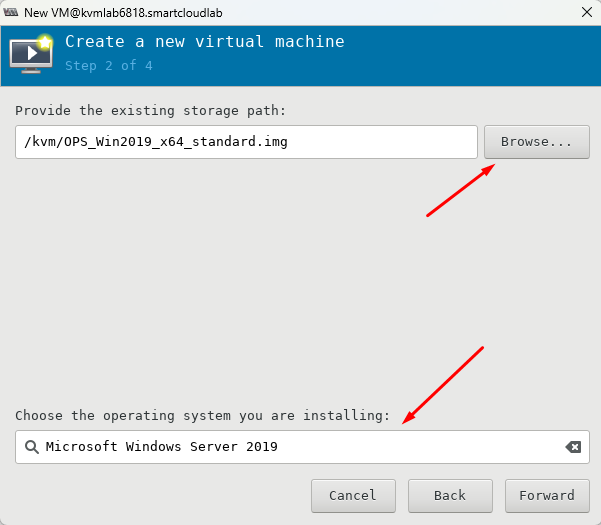 New VM@kvmlab6818.smartcloudlab
Create a new virtual machine
Step 2 of 4
Provide the existing storage path:
/kvm/OPS_Win2019_x64_standard.img
Browse...
Choose the operating system you are installing:
Microsoft Windows Server 2019
Cancel
Back
Forward